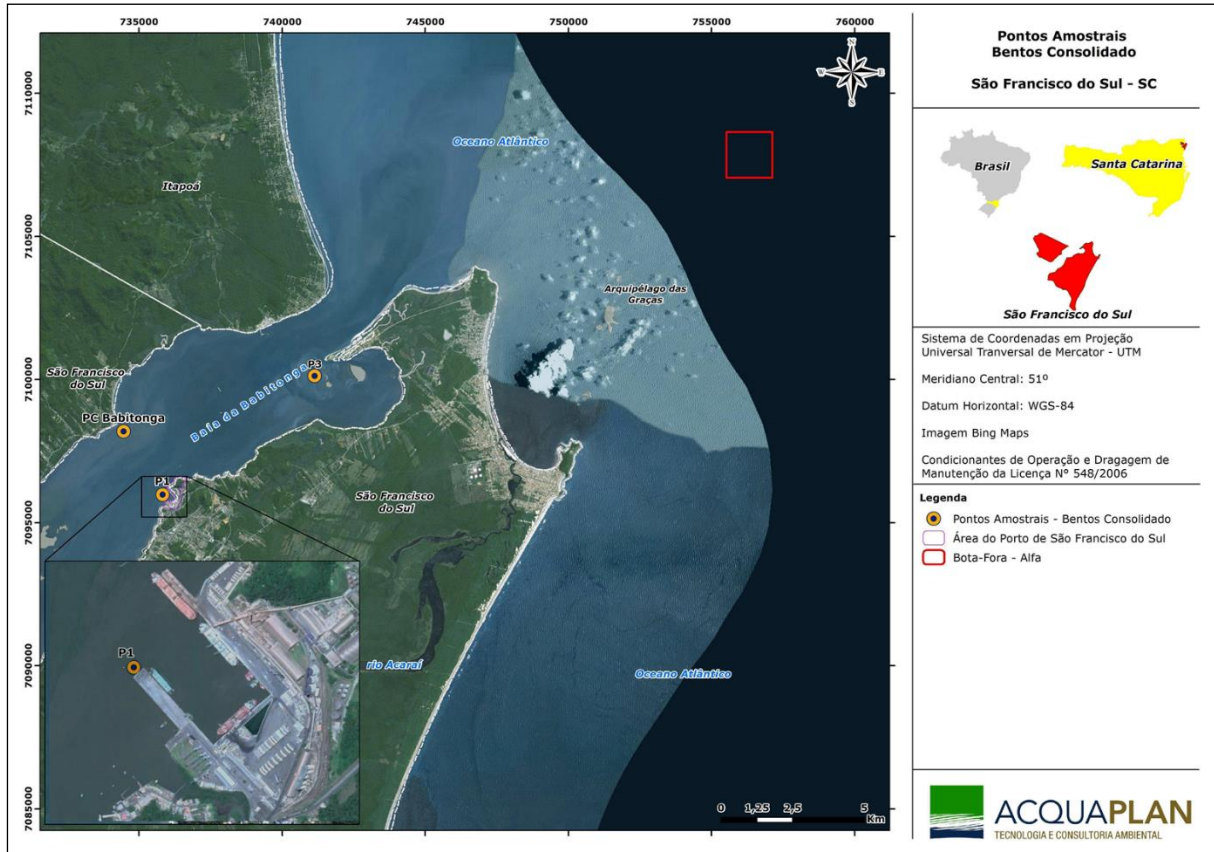 735000
740000
745000
750000
755000
760000
7110000
7105000
7100000
7095000
7090000
7085000
N
W
E
S
Oceano Atlântico
Itapoá
Arquipélago das
Graças
São Francisco
do Sul
P3
PC Babitonga
Baía da Babitonga
P1
São Francisco
do Sul
P1
rio Acaraí
Oceano Atlântico
0 1,25 2,5 5
Km
Pontos Amostrais
Bentos Consolidado
São Francisco do Sul - SC
Brasil
Santa Catarina
São Francisco do Sul
Sistema de Coordenadas em Projeção
Universal Tranversal de Mercator - UTM
Meridiano Central: 51º
Datum Horizontal: WGS-84
Imagem Bing Maps
Condicionantes de Operação e Dragagem de
Manutenção da Licença N° 548/2006
Legenda
Pontos Amostrais - Bentos Consolidado
Área do Porto de São Francisco do Sul
Bota-Fora - Alfa
ACQUAPLAN
TECNOLOGIA E CONSULTORIA AMBIENTAL